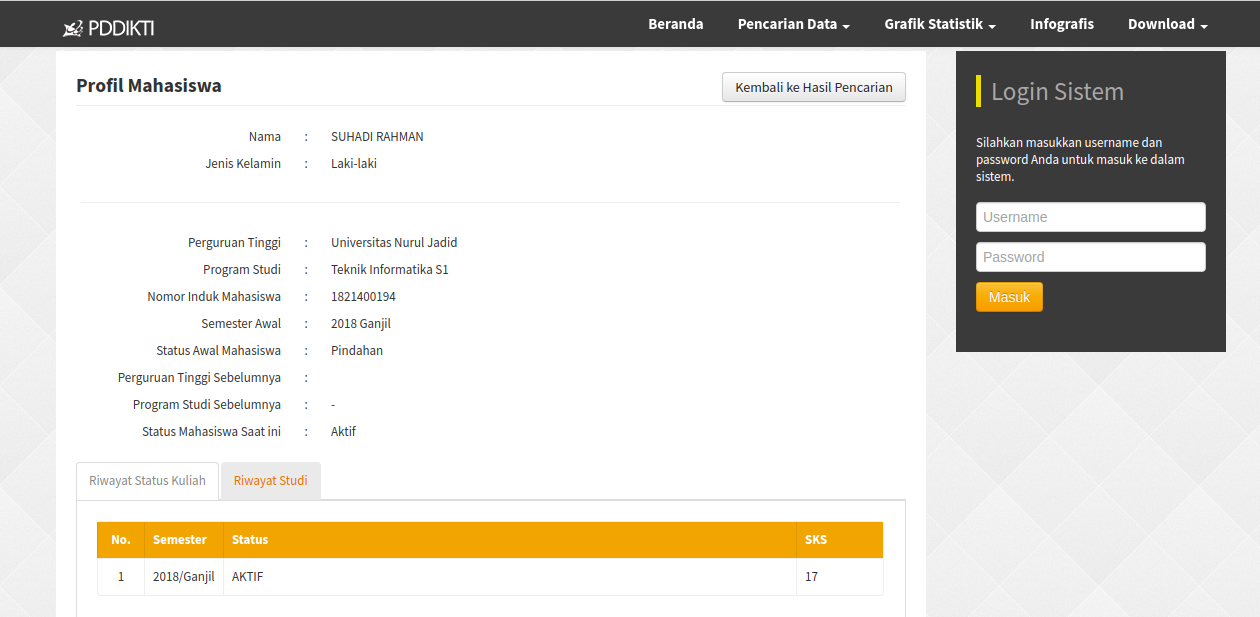 PDDIKTI
Beranda
Pencarian Data
Grafik Statistik
Infografis
Download
Profil Mahasiswa
Kembali ke Hasil Pencarian
Nama : SUHADI RAHMAN
Jenis Kelamin : Laki-laki
Perguruan Tinggi : Universitas Nurul Jadid
Program Studi : Teknik Informatika S1
Nomor Induk Mahasiswa : 1821400194
Semester Awal : 2018 Ganjil
Status Awal Mahasiswa : Pindahan
Perguruan Tinggi Sebelumnya :
Program Studi Sebelumnya : -
Status Mahasiswa Saat ini : Aktif
Riwayat Status Kuliah
Riwayat Studi
No. Semester Status SKS
1 2018/Ganjil AKTIF 17
Login Sistem
Silahkan masukkan username dan
password Anda untuk masuk ke dalam
sistem.
Username
Password
Masuk